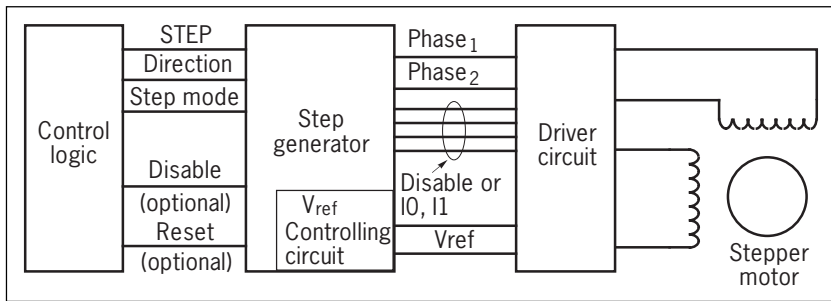 Control
logic
STEP
Direction
Step mode
Disable
(optional)
Reset
(optional)
Step
generator
Vref
Controlling
circuit
Phase1
Phase2
Disable or
I0, I1
Vref
Driver
circuit
Stepper
motor